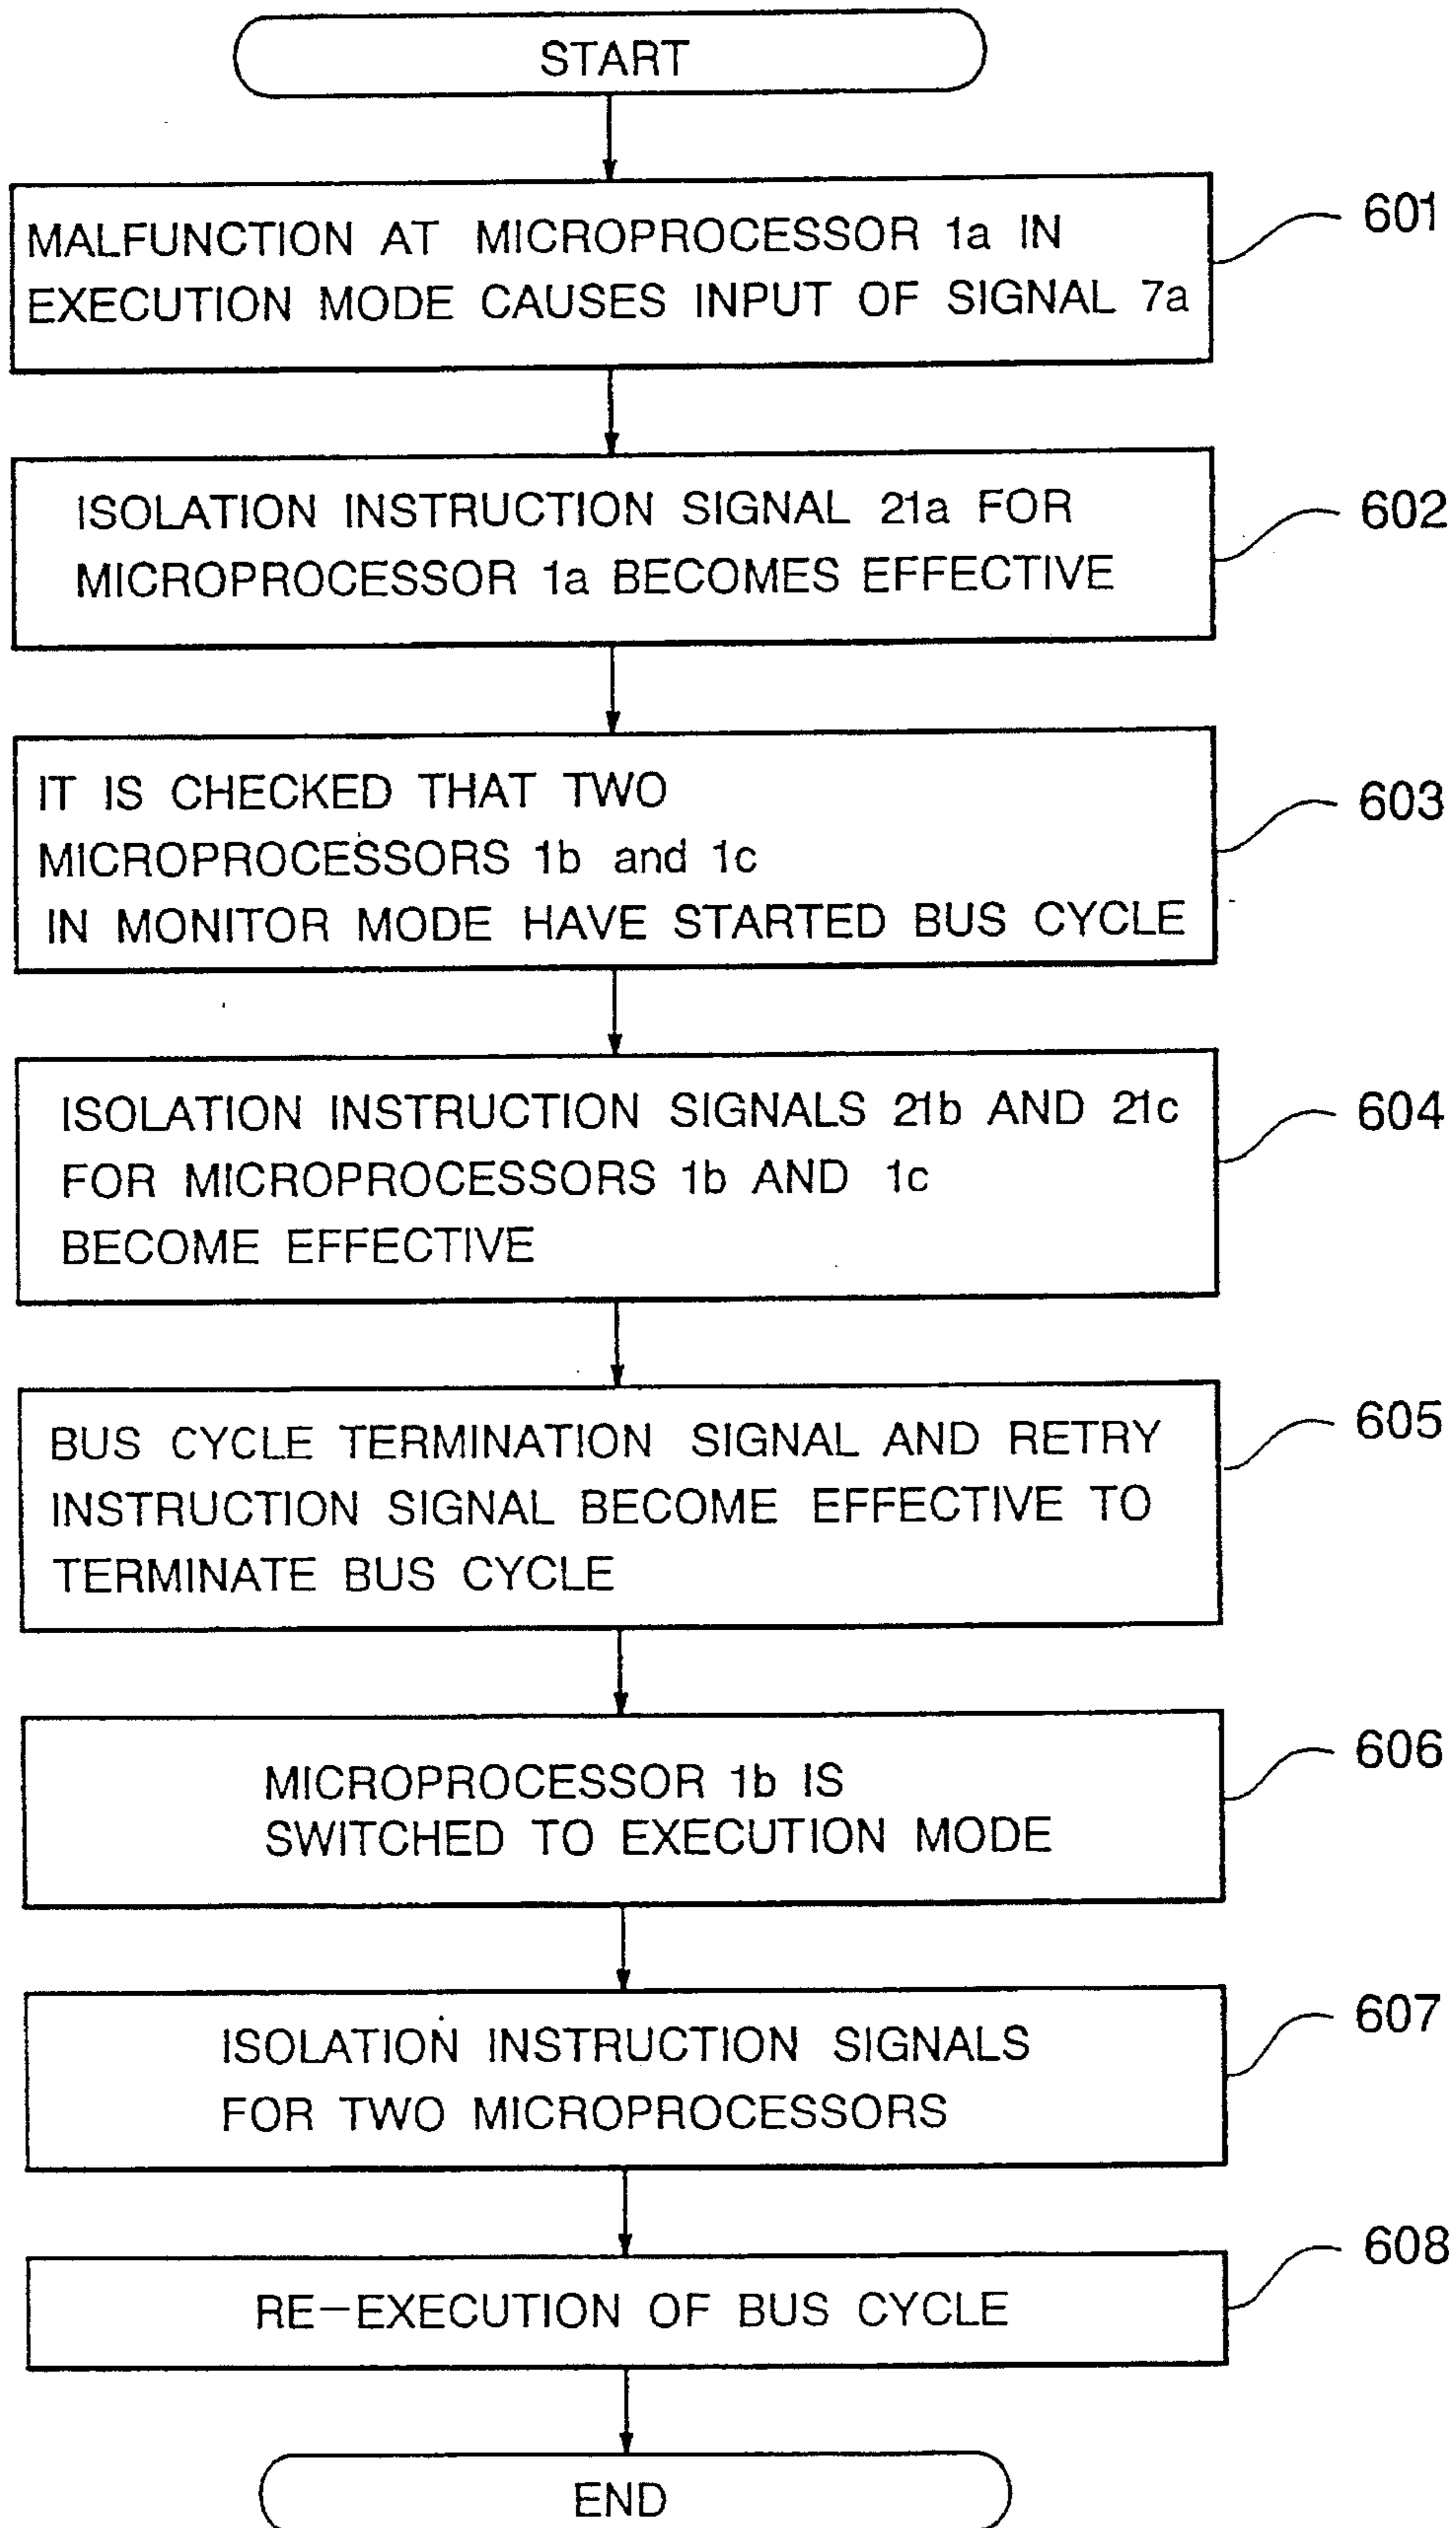 START
MALFUNCTION AT MICROPROCESSOR 1a IN
EXECUTION MODE CAUSES INPUT OF SIGNAL 7a
601
ISOLATION INSTRUCTION SIGNAL 21a FOR
MICROPROCESSOR 1a BECOMES EFFECTIVE
602
IT IS CHECKED THAT TWO
MICROPROCESSORS 1b and 1c
IN MONITOR MODE HAVE STARTED BUS CYCLE
603
ISOLATION INSTRUCTION SIGNALS 21b AND 21c
FOR MICROPROCESSORS 1b AND 1c
BECOME EFFECTIVE
604
BUS CYCLE TERMINATION SIGNAL AND RETRY
INSTRUCTION SIGNAL BECOME EFFECTIVE TO
TERMINATE BUS CYCLE
605
MICROPROCESSOR 1b IS
SWITCHED TO EXECUTION MODE
606
ISOLATION INSTRUCTION SIGNALS
FOR TWO MICROPROCESSORS
607
RE-EXECUTION OF BUS CYCLE
608
END